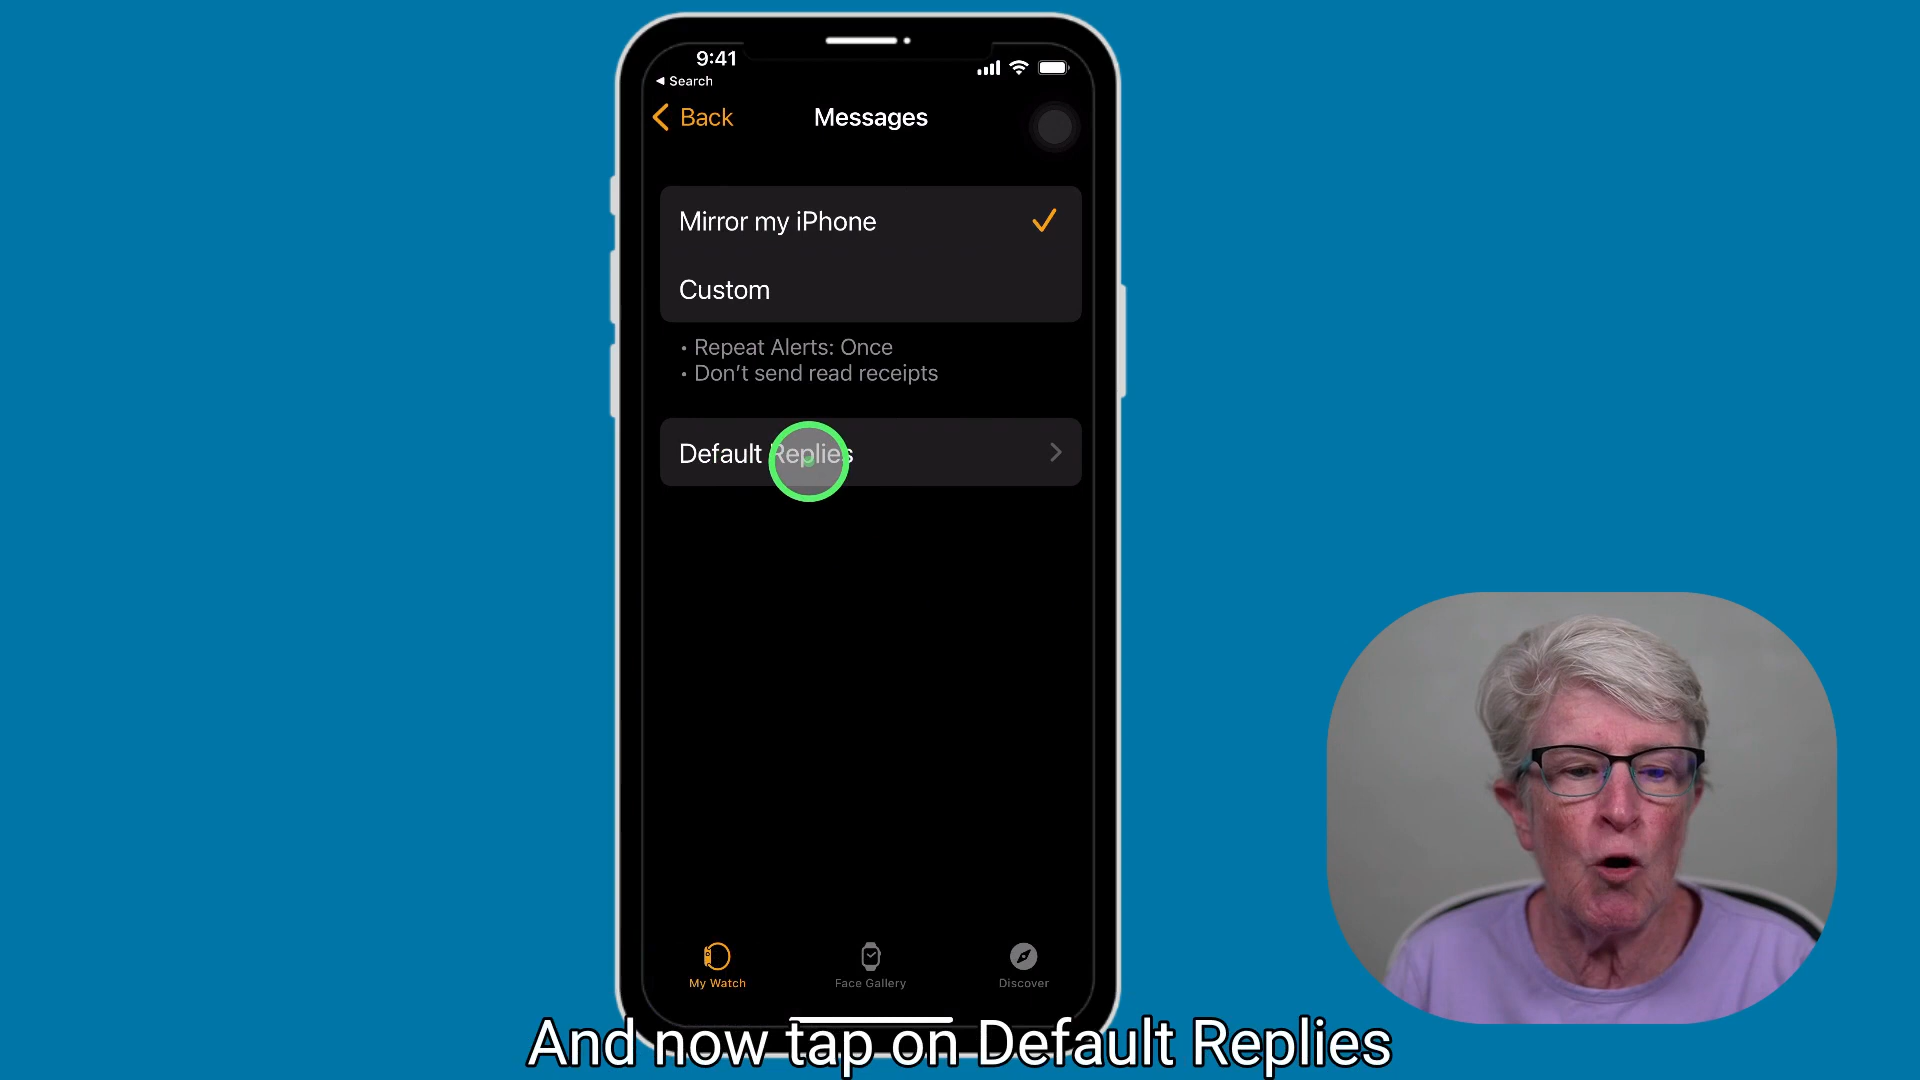 9:41
◀ Search
Back
Messages
Mirror my iPhone
Custom
• Repeat Alerts: Once
• Don't send read receipts
Default Replies
My Watch
Face Gallery
Discover
And now tap on Default Replies